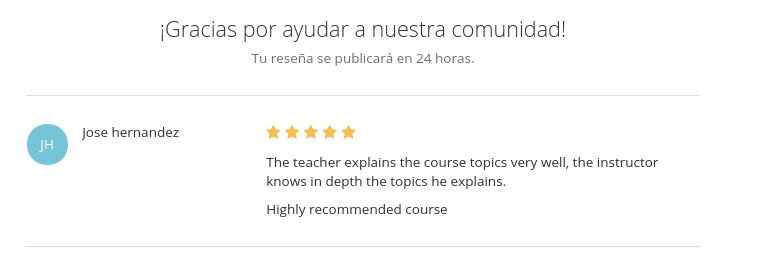 ¡Gracias por ayudar a nuestra comunidad!
Tu reseña se publicará en 24 horas.
JH
Jose hernandez
The teacher explains the course topics very well, the instructor
knows in depth the topics he explains.
Highly recommended course